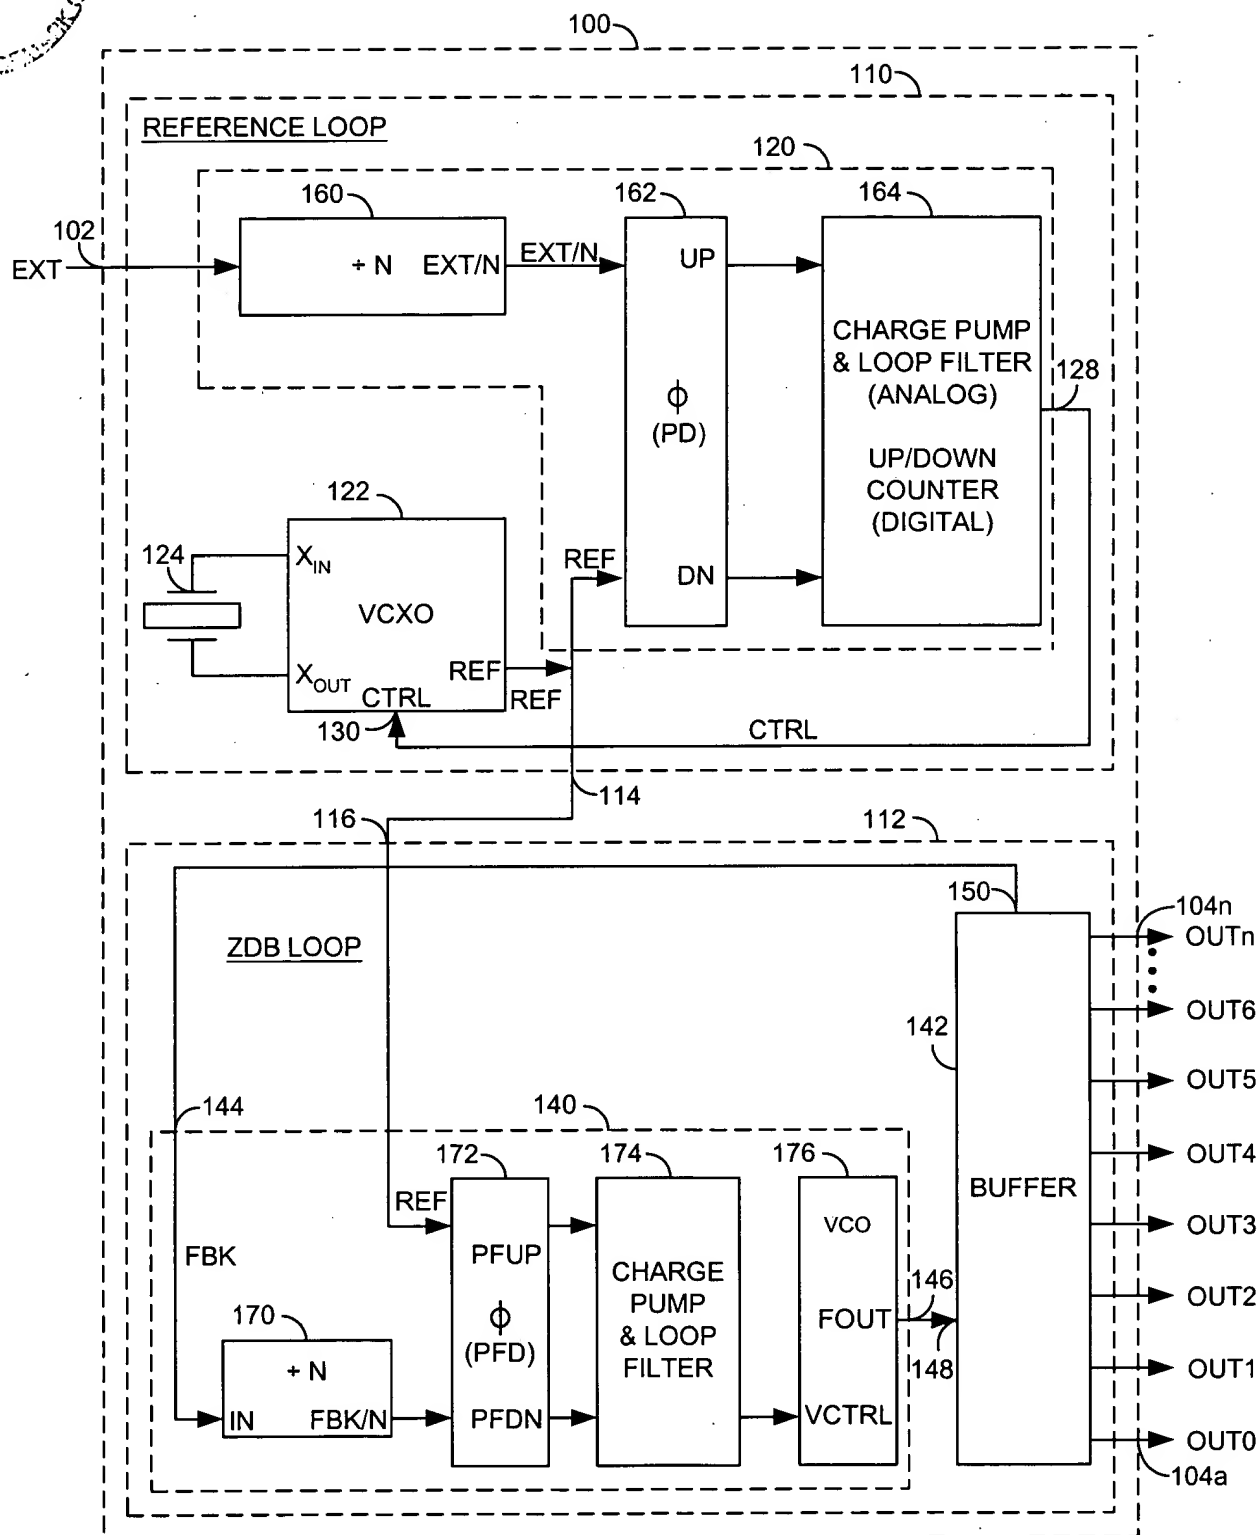 100
110
REFERENCE LOOP
120
160
162
164
102
EXT
÷ N
EXT/N
EXT/N
UP
CHARGE PUMP
& LOOP FILTER
(ANALOG)
128
ϕ
(PD)
UP/DOWN
COUNTER
(DIGITAL)
122
124
XIN
VCXO
REF
DN
XOUT
REF
CTRL
REF
130
CTRL
114
116
112
150
104n
OUTn
ZDB LOOP
OUT6
142
OUT5
144
140
172
174
176
OUT4
BUFFER
REF
VCO
OUT3
FBK
PFUP
CHARGE
PUMP
& LOOP
FILTER
146
OUT2
170
ϕ
(PFD)
FOUT
÷ N
148
OUT1
IN
FBK/N
PFDN
VCTRL
OUT0
104a